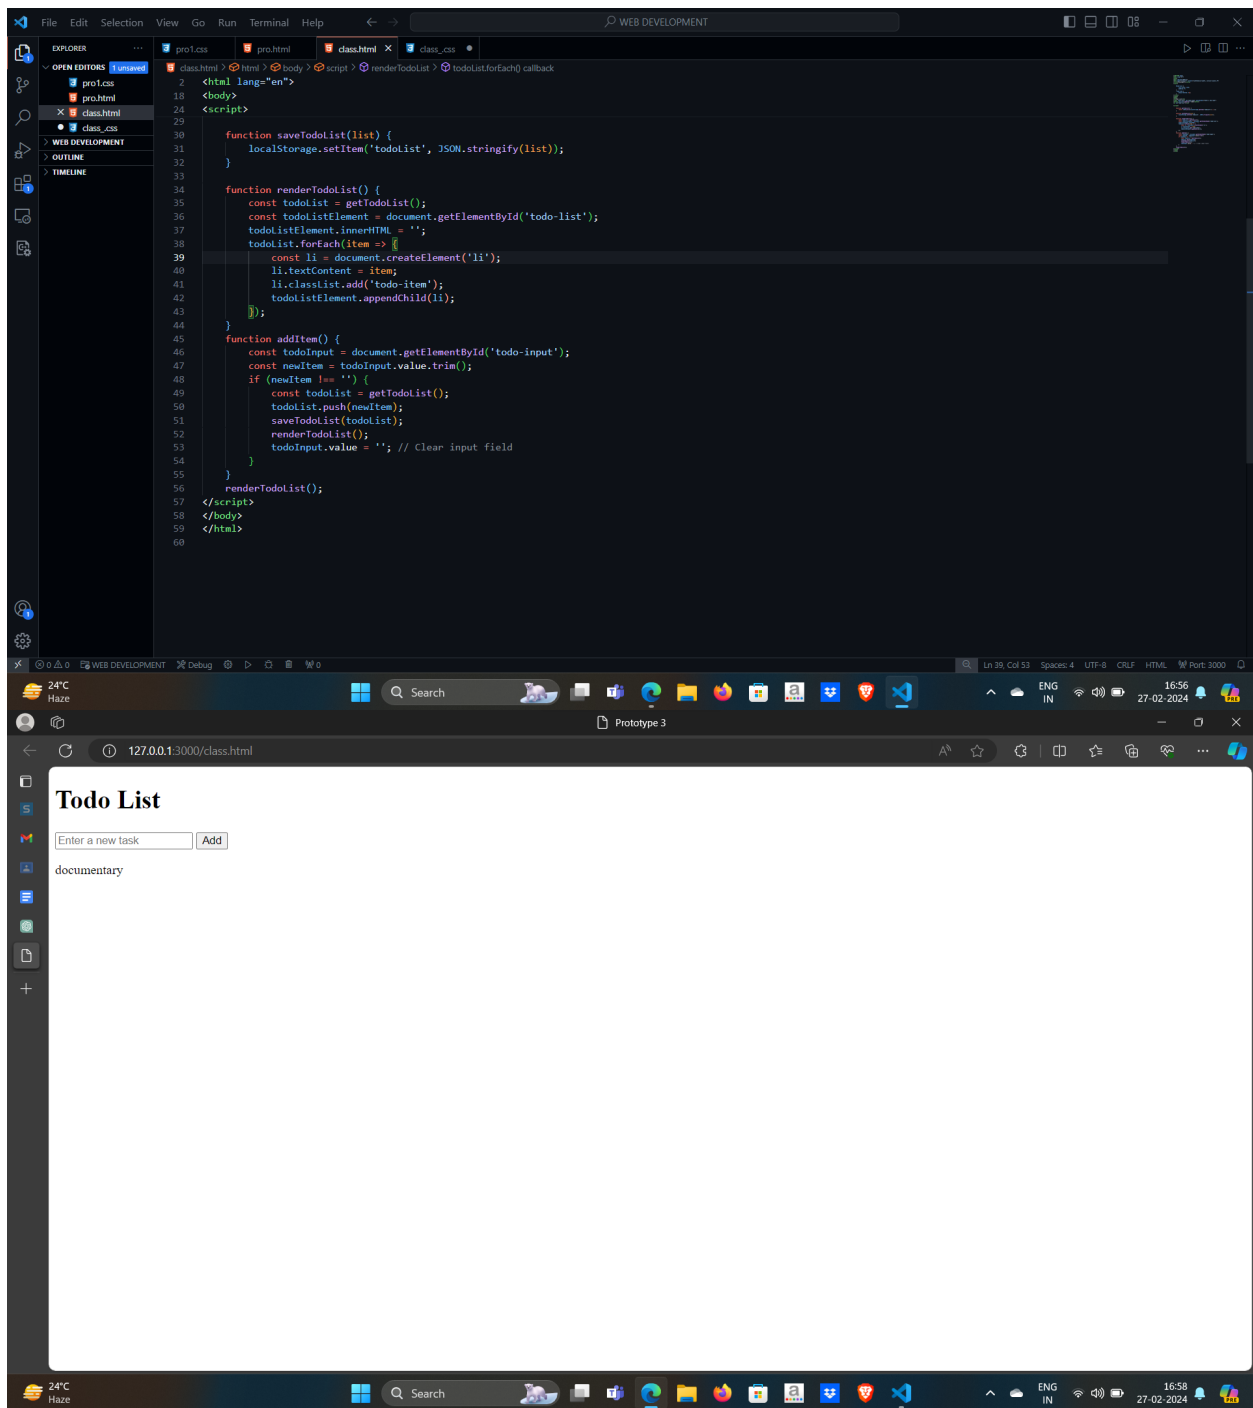 File Edit Selection View Go Run Terminal Help
WEB DEVELOPMENT
EXPLORER
pro1.css
pro.html
class.html
class_.css
OPEN EDITORS 1 unsaved
pro1.css
pro.html
class.html
class_.css
WEB DEVELOPMENT
OUTLINE
TIMELINE
class.html > html > body > script > renderTodoList > todoList.forEach() callback
2 <html lang="en">
18 <body>
24 <script>
29
30 function saveTodoList(list) {
31 localStorage.setItem('todoList', JSON.stringify(list));
32 }
33
34 function renderTodoList() {
35 const todoList = getTodoList();
36 const todoListElement = document.getElementById('todo-list');
37 todoListElement.innerHTML = '';
38 todoList.forEach(item => {
39 const li = document.createElement('li');
40 li.textContent = item;
41 li.classList.add('todo-item');
42 todoListElement.appendChild(li);
43 });
44 }
45 function addItem() {
46 const todoInput = document.getElementById('todo-input');
47 const newItem = todoInput.value.trim();
48 if (newItem !== '') {
49 const todoList = getTodoList();
50 todoList.push(newItem);
51 saveTodoList(todoList);
52 renderTodoList();
53 todoInput.value = ''; // Clear input field
54 }
55 }
56 renderTodoList();
57 </script>
58 </body>
59 </html>
60
0 0 WEB DEVELOPMENT Debug 0
Ln 39, Col 53 Spaces: 4 UTF-8 CRLF HTML Port: 3000
24°C
Haze
Search
ENG
IN
16:56
27-02-2024
Prototype 3
127.0.0.1:3000/class.html
Todo List
Enter a new task Add
documentary
24°C
Haze
Search
ENG
IN
16:58
27-02-2024